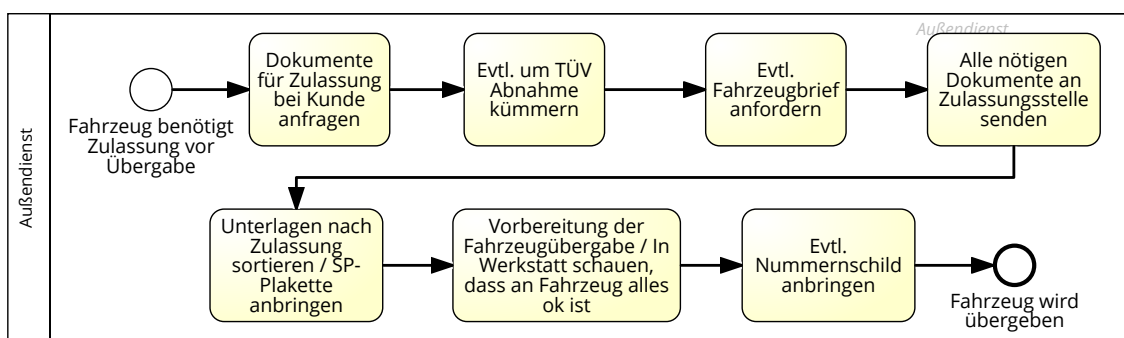 Außendienst
Außendienst
Fahrzeug benötigt
Zulassung vor
Übergabe
Dokumente
für Zulassung
bei Kunde
anfragen
Evtl. um TÜV
Abnahme
kümmern
Evtl.
Fahrzeugbrief
anfordern
Alle nötigen
Dokumente an
Zulassungsstelle
senden
Unterlagen nach
Zulassung
sortieren / SP-
Plakette
anbringen
Vorbereitung der
Fahrzeugübergabe / In
Werkstatt schauen,
dass an Fahrzeug alles
ok ist
Evtl.
Nummernschild
anbringen
Fahrzeug wird
übergeben